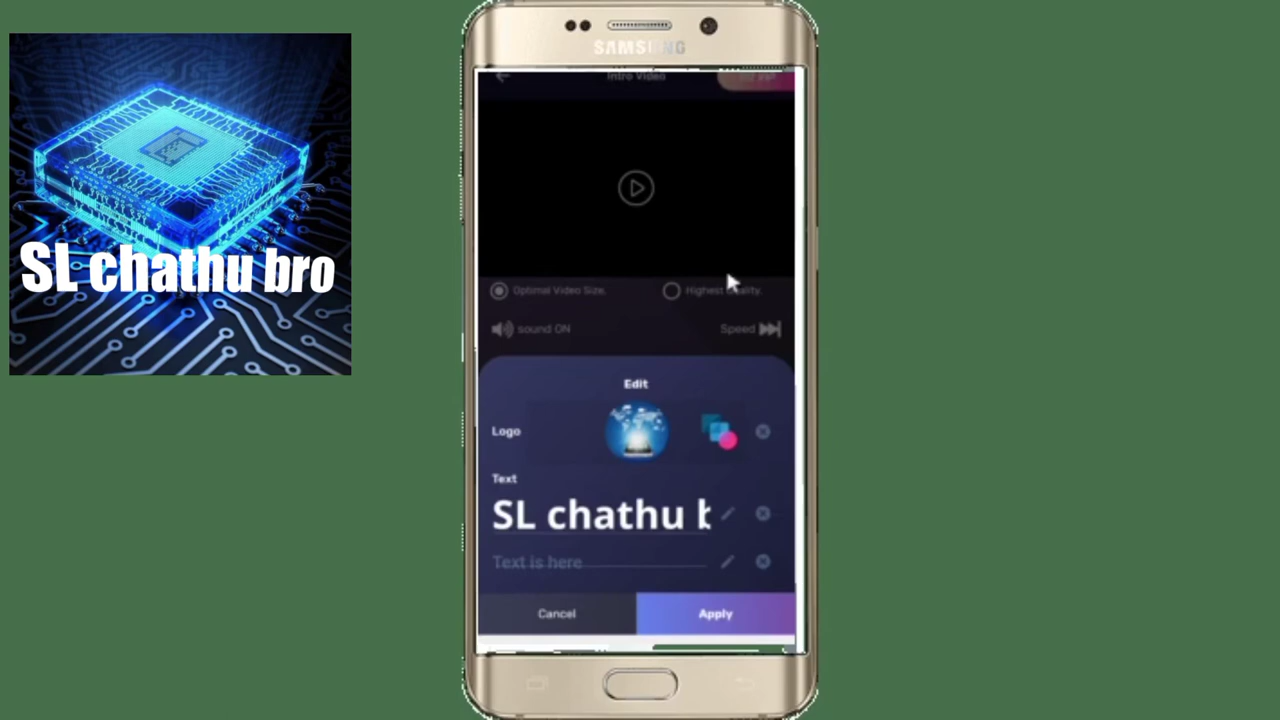 SL chathu bro
SAMSUNG
Intro Video
Optimal Video Size.
Highest Quality.
sound ON
Speed
Edit
Logo
Text
SL chathu b
Text is here
Cancel
Apply